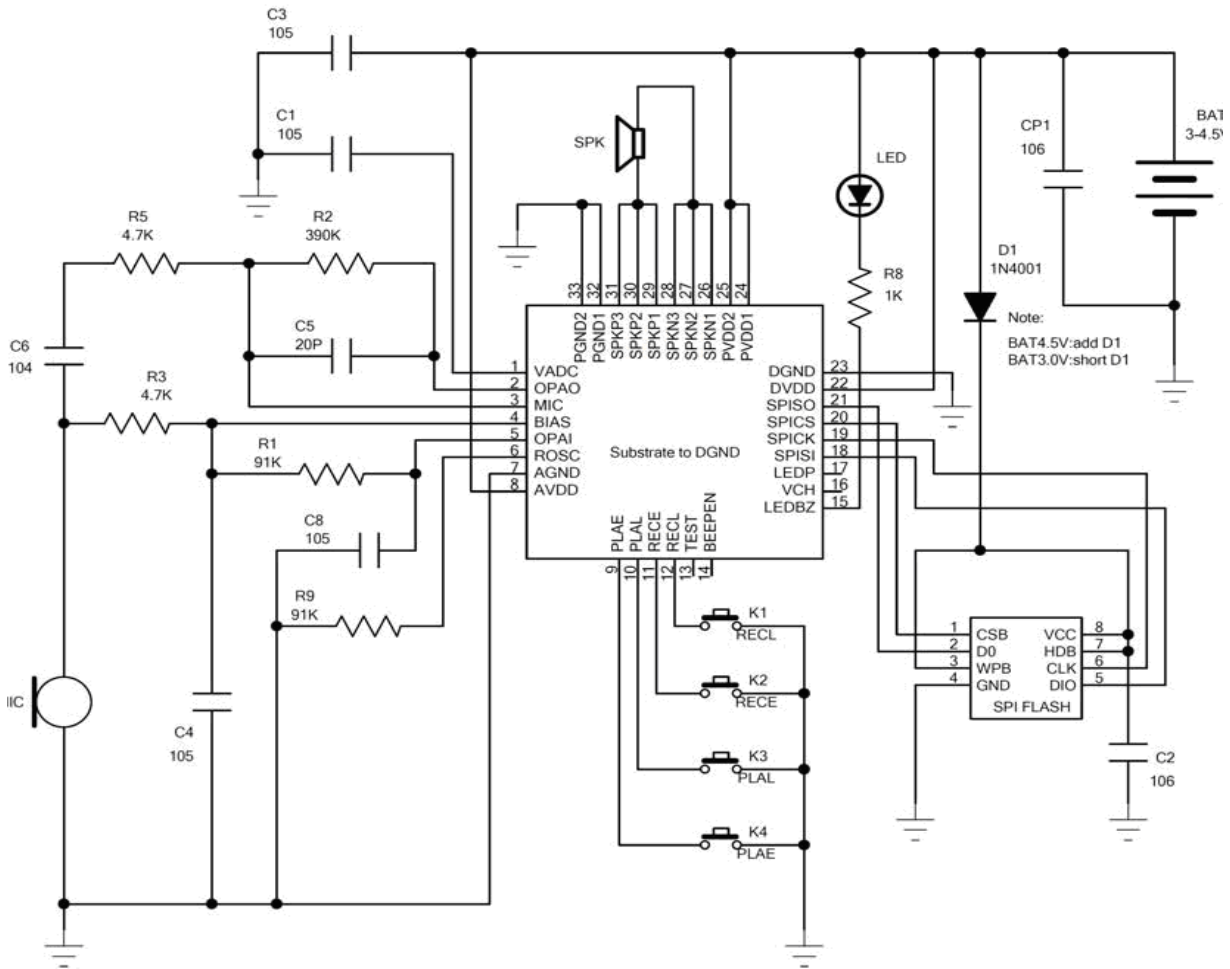 C3
105
C1
105
SPK
LED
CP1
106
BAT
3-4.5V
R5
4.7K
R2
390K
C5
20P
C6
104
R3
4.7K
R1
91K
C8
105
R9
91K
C4
105
R8
1K
D1
1N4001
Note:
BAT4.5V:add D1
BAT3.0V:short D1
33 32 31 30 29 28 27 26 25 24
PGND2 PGND1 SPKP3 SPKP2 SPKP1 SPKN3 SPKN2 SPKN1 PVDD2 PVDD1
1 VADC
2 OPAO
3 MIC
4 BIAS
5 OPAI
6 ROSC
7 AGND
8 AVDD
Substrate to DGND
DGND 23
DVDD 22
SPISO 21
SPICS 20
SPICK 19
SPISI 18
LEDP 17
VCH 16
LEDBZ 15
PLAE PLAL RECE RECL TEST BEEPEN
9 10 11 12 13 14
K1
RECL
K2
RECE
K3
PLAL
K4
PLAE
1 CSB VCC 8
2 D0 HDB 7
3 WPB CLK 6
4 GND DIO 5
SPI FLASH
C2
106